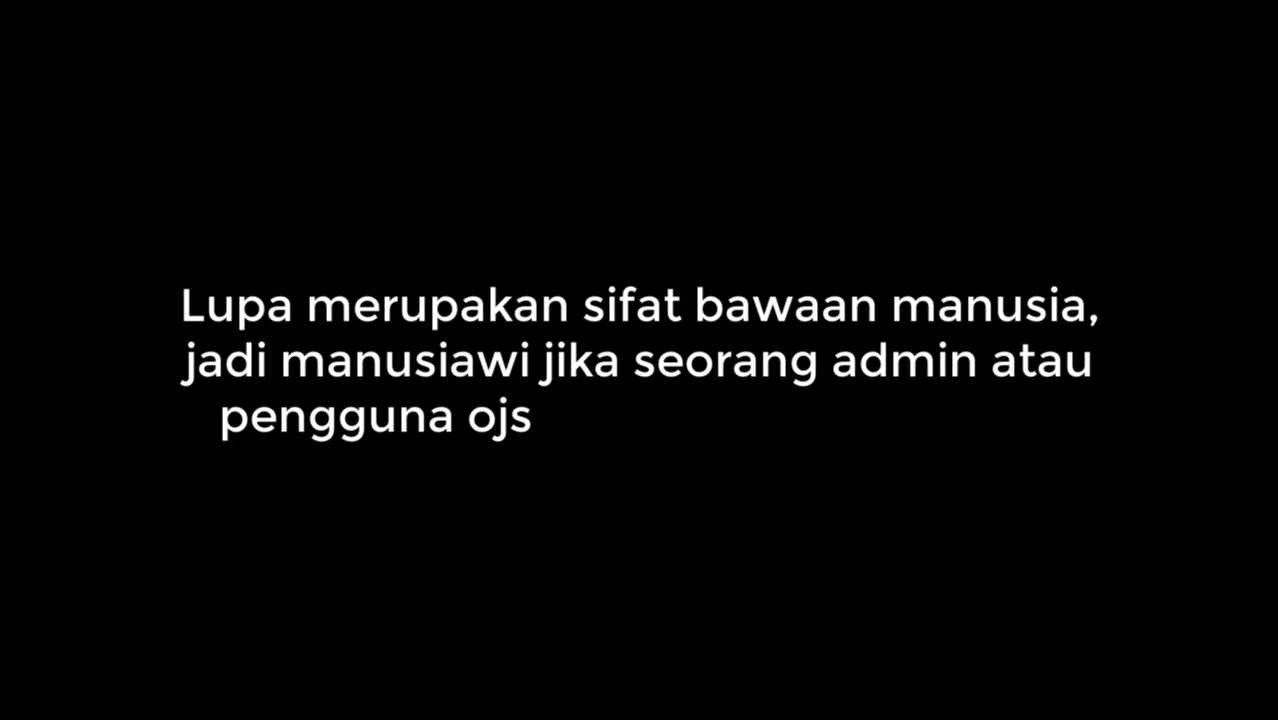 Lupa merupakan sifat bawaan manusia,
jadi manusiawi jika seorang admin atau
pengguna ojs